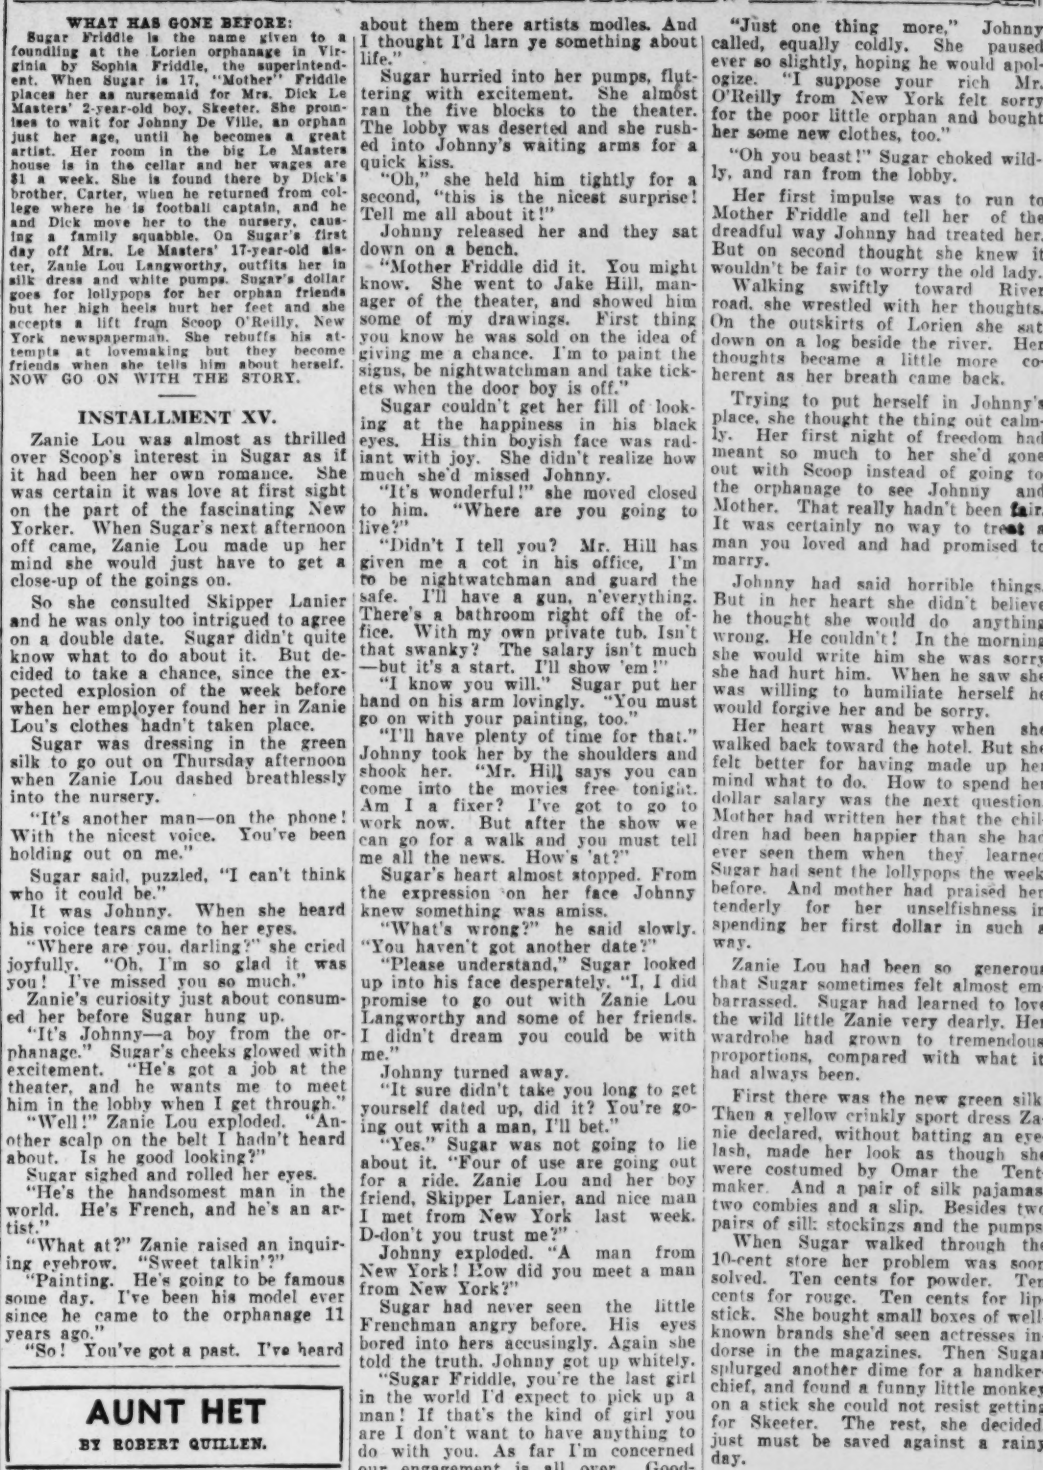 WHAT HAS GONE BEFORE:
Sugar Friddle is the name given to a
foundling at the Lorien orphanage in Vir-
ginia by Sophia Friddle, the superintend-
ent. When Sugar is 17, "Mother" Friddle
places her as nursemaid for Mrs. Dick Le
Masters' 2-year-old boy, Skeeter. She prom-
ises to wait for Johnny De Ville, an orphan
just her age, until he becomes a great
artist. Her room in the big Le Masters
house is in the cellar and her wages are
$1 a week. She is found there by Dick's
brother, Carter, when he returned from col-
lege where he is football captain, and he
and Dick move her to the nursery, caus-
ing a family squabble. On Sugar's first
day off Mrs. Le Masters' 17-year-old sis-
ter, Zanie Lou Langworthy, outfits her in
silk dress and white pumps. Sugar's dollar
goes for lollypops for her orphan friends
but her high heels hurt her feet and she
accepts a lift from Scoop O'Reilly, New
York newspaperman. She rebuffs his at-
tempts at lovemaking but they become
friends when she tells him about herself.
NOW GO ON WITH THE STORY.
INSTALLMENT XV.
Zanie Lou was almost as thrilled
over Scoop's interest in Sugar as if
it had been her own romance. She
was certain it was love at first sight
on the part of the fascinating New
Yorker. When Sugar's next afternoon
off came, Zanie Lou made up her
mind she would just have to get a
close-up of the goings on.
So she consulted Skipper Lanier
and he was only too intrigued to agree
on a double date. Sugar didn't quite
know what to do about it. But de-
cided to take a chance, since the ex-
pected explosion of the week before
when her employer found her in Zanie
Lou's clothes hadn't taken place.
Sugar was dressing in the green
silk to go out on Thursday afternoon
when Zanie Lou dashed breathlessly
into the nursery.
"It's another man—on the phone!
With the nicest voice. You've been
holding out on me."
Sugar said, puzzled, "I can't think
who it could be."
It was Johnny. When she heard
his voice tears came to her eyes.
"Where are you, darling?" she cried
joyfully. "Oh, I'm so glad it was
you! I've missed you so much."
Zanie's curiosity just about consum-
ed her before Sugar hung up.
"It's Johnny—a boy from the or-
phanage." Sugar's cheeks glowed with
excitement. "He's got a job at the
theater, and he wants me to meet
him in the lobby when I get through."
"Well!" Zanie Lou exploded. "An-
other scalp on the belt I hadn't heard
about. Is he good looking?"
Sugar sighed and rolled her eyes.
"He's the handsomest man in the
world. He's French, and he's an ar-
tist."
"What at?" Zanie raised an inquir-
ing eyebrow. "Sweet talkin'?"
"Painting. He's going to be famous
some day. I've been his model ever
since he came to the orphanage 11
years ago."
"So! You've got a past. I've heard
AUNT HET
BY ROBERT QUILLEN.
about them there artists modles. And
I thought I'd larn ye something about
life."
Sugar hurried into her pumps, flut-
tering with excitement. She almost
ran the five blocks to the theater.
The lobby was deserted and she rush-
ed into Johnny's waiting arms for a
quick kiss.
"Oh," she held him tightly for a
second, "this is the nicest surprise!
Tell me all about it!"
Johnny released her and they sat
down on a bench.
"Mother Friddle did it. You might
know. She went to Jake Hill, man-
ager of the theater, and showed him
some of my drawings. First thing
you know he was sold on the idea of
giving me a chance. I'm to paint the
signs, be nightwatchman and take tick-
ets when the door boy is off."
Sugar couldn't get her fill of look-
ing at the happiness in his black
eyes. His thin boyish face was rad-
iant with joy. She didn't realize how
much she'd missed Johnny.
"It's wonderful!" she moved closed
to him. "Where are you going to
live?"
"Didn't I tell you? Mr. Hill has
given me a cot in his office, I'm
to be nightwatchman and guard the
safe. I'll have a gun, n'everything.
There's a bathroom right off the of-
fice. With my own private tub. Isn't
that swanky? The salary isn't much
—but it's a start. I'll show 'em!"
"I know you will." Sugar put her
hand on his arm lovingly. "You must
go on with your painting, too."
"I'll have plenty of time for that."
Johnny took her by the shoulders and
shook her. "Mr. Hill says you can
come into the movies free tonight.
Am I a fixer? I've got to go to
work now. But after the show we
can go for a walk and you must tell
me all the news. How's 'at?"
Sugar's heart almost stopped. From
the expression on her face Johnny
knew something was amiss.
"What's wrong?" he said slowly.
"You haven't got another date?"
"Please understand," Sugar looked
up into his face desperately. "I, I did
promise to go out with Zanie Lou
Langworthy and some of her friends.
I didn't dream you could be with
me."
Johnny turned away.
"It sure didn't take you long to get
yourself dated up, did it? You're go-
ing out with a man, I'll bet."
"Yes." Sugar was not going to lie
about it. "Four of use are going out
for a ride. Zanie Lou and her boy
friend, Skipper Lanier, and nice man
I met from New York last week.
D-don't you trust me?"
Johnny exploded. "A man from
New York! How did you meet a man
from New York?"
Sugar had never seen the little
Frenchman angry before. His eyes
bored into hers accusingly. Again she
told the truth. Johnny got up whitely.
"Sugar Friddle, you're the last girl
in the world I'd expect to pick up a
man! If that's the kind of girl you
are I don't want to have anything to
do with you. As far I'm concerned
our engagement is all over. Good-
"Just one thing more," Johnny
called, equally coldly. She paused
ever so slightly, hoping he would apol-
ogize. "I suppose your rich Mr.
O'Reilly from New York felt sorry
for the poor little orphan and bought
her some new clothes, too."
"Oh you beast!" Sugar choked wild-
ly, and ran from the lobby.
Her first impulse was to run to
Mother Friddle and tell her of the
dreadful way Johnny had treated her.
But on second thought she knew it
wouldn't be fair to worry the old lady.
Walking swiftly toward River
road, she wrestled with her thoughts.
On the outskirts of Lorien she sat
down on a log beside the river. Her
thoughts became a little more co-
herent as her breath came back.
Trying to put herself in Johnny's
place, she thought the thing out calm-
ly. Her first night of freedom had
meant so much to her she'd gone
out with Scoop instead of going to
the orphanage to see Johnny and
Mother. That really hadn't been fair.
It was certainly no way to treat a
man you loved and had promised to
marry.
Johnny had said horrible things.
But in her heart she didn't believe
he thought she would do anything
wrong. He couldn't! In the morning
she would write him she was sorry
she had hurt him. When he saw she
was willing to humiliate herself he
would forgive her and be sorry.
Her heart was heavy when she
walked back toward the hotel. But she
felt better for having made up her
mind what to do. How to spend her
dollar salary was the next question.
Mother had written her that the chil-
dren had been happier than she had
ever seen them when they learned
Sugar had sent the lollypops the week
before. And mother had praised her
tenderly for her unselfishness in
spending her first dollar in such a
way.
Zanie Lou had been so generous
that Sugar sometimes felt almost em-
barrassed. Sugar had learned to love
the wild little Zanie very dearly. Her
wardrobe had grown to tremendous
proportions, compared with what it
had always been.
First there was the new green silk.
Then a yellow crinkly sport dress Za-
nie declared, without batting an eye-
lash, made her look as though she
were costumed by Omar the Tent-
maker. And a pair of silk pajamas,
two combies and a slip. Besides two
pairs of silk stockings and the pumps.
When Sugar walked through the
10-cent store her problem was soon
solved. Ten cents for powder. Ten
cents for rouge. Ten cents for lip-
stick. She bought small boxes of well-
known brands she'd seen actresses in-
dorse in the magazines. Then Sugar
splurged another dime for a handker-
chief, and found a funny little monkey
on a stick she could not resist getting
for Skeeter. The rest, she decided,
just must be saved against a rainy
day.